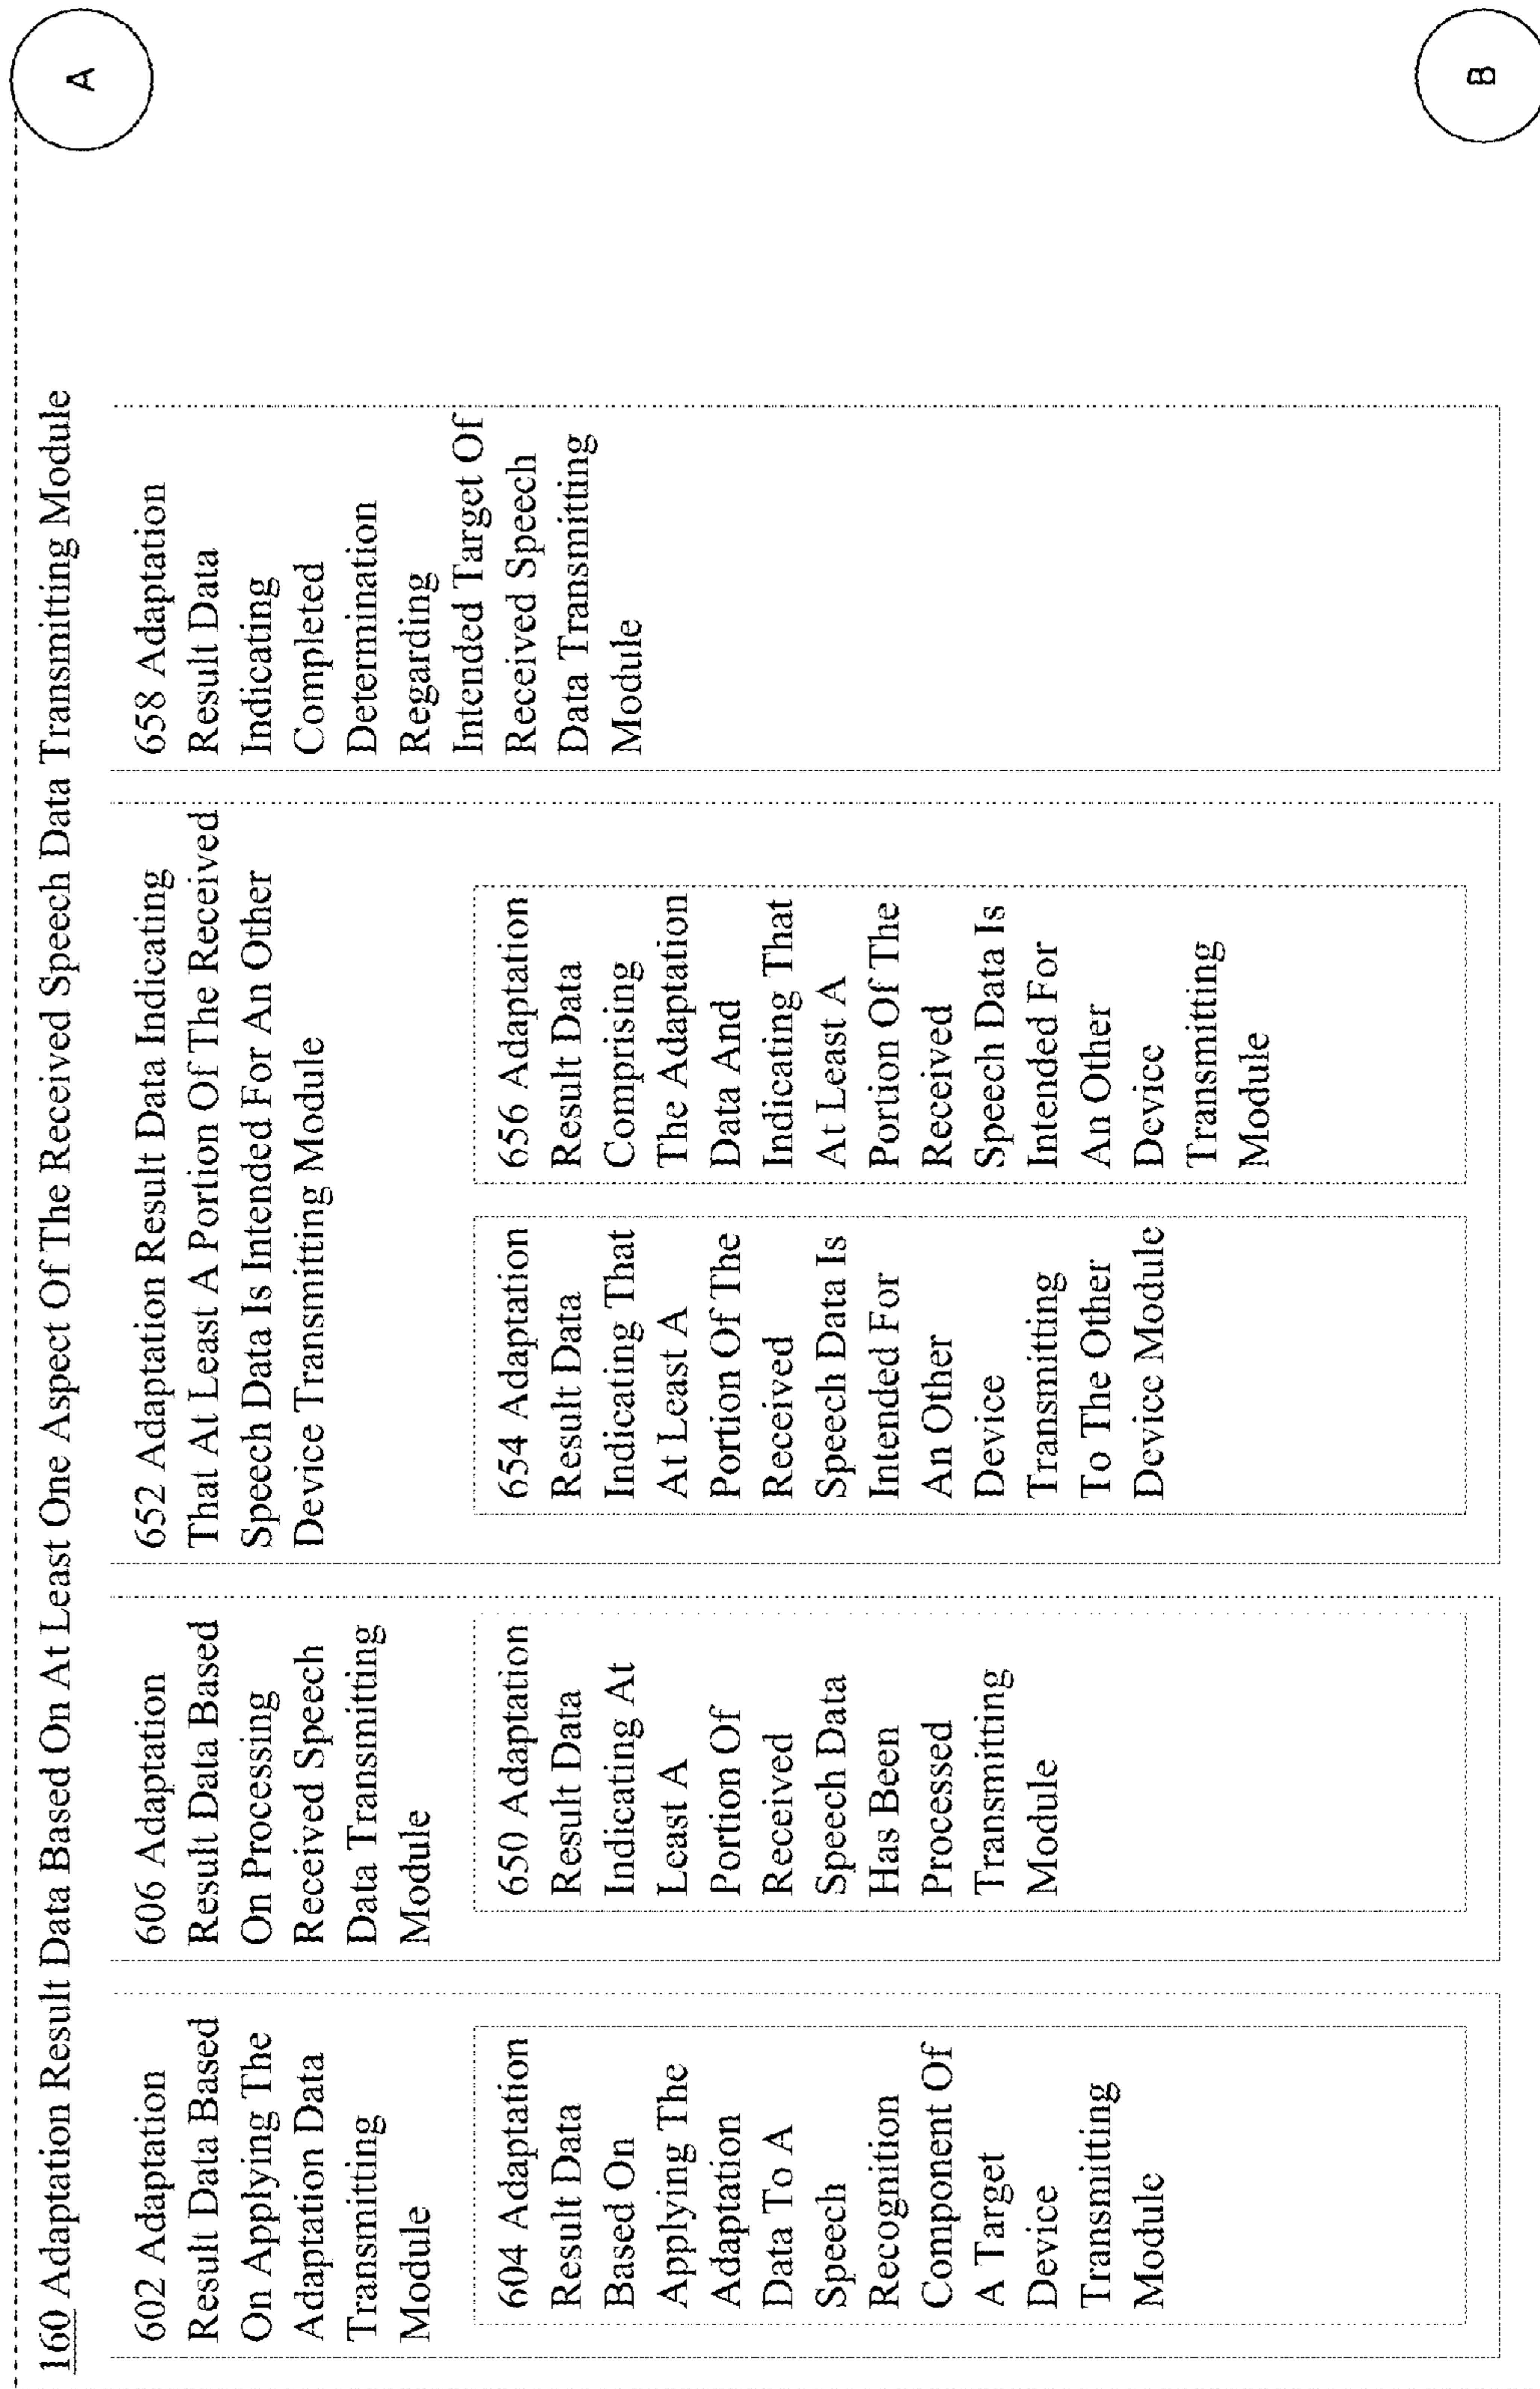 160 Adaptation Result Data Based On At Least One Aspect Of The Received Speech Data Transmitting Module
602 Adaptation
Result Data Based
On Applying The
Adaptation Data
Transmitting
Module
604 Adaptation
Result Data
Based On
Applying The
Adaptation
Data To A
Speech
Recognition
Component Of
A Target
Device
Transmitting
Module
606 Adaptation
Result Data Based
On Processing
Received Speech
Data Transmitting
Module
650 Adaptation
Result Data
Indicating At
Least A
Portion Of
Received
Speech Data
Has Been
Processed
Transmitting
Module
652 Adaptation Result Data Indicating
That At Least A Portion Of The Received
Speech Data Is Intended For An Other
Device Transmitting Module
654 Adaptation
Result Data
Indicating That
At Least A
Portion Of The
Received
Speech Data Is
Intended For
An Other
Device
Transmitting
To The Other
Device Module
656 Adaptation
Result Data
Comprising
The Adaptation
Data And
Indicating That
At Least A
Portion Of The
Received
Speech Data Is
Intended For
An Other
Device
Transmitting
Module
658 Adaptation
Result Data
Indicating
Completed
Determination
Regarding
Intended Target Of
Received Speech
Data Transmitting
Module
A
B